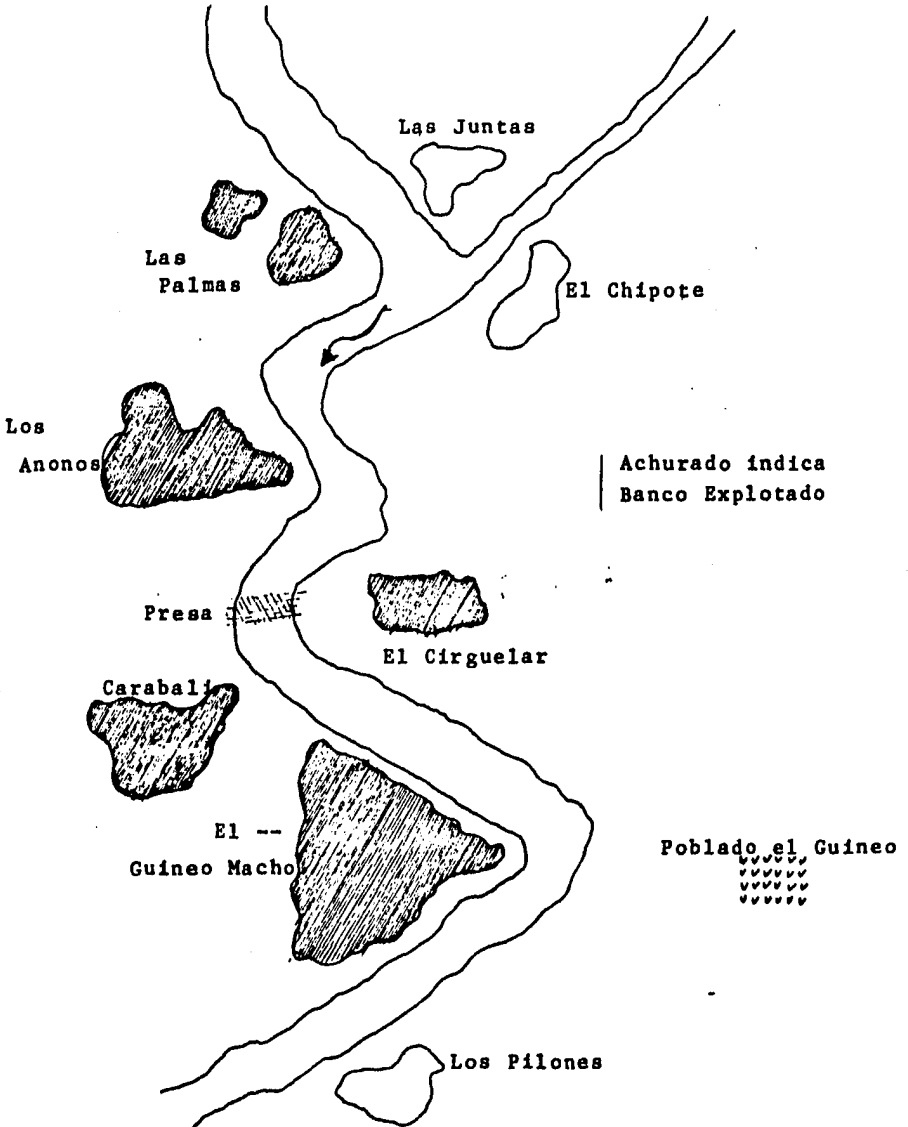 Las Juntas
Las
Palmas
El Chipote
Los
Anonos
Achurado indica
Banco Explotado
Presa
El Cirguelar
Carabali
El --
Guineo Macho
Poblado el Guineo
Los Pilones